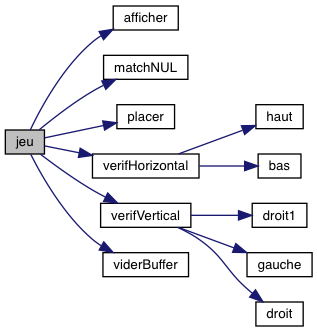 afficher
matchNUL
placer
haut
jeu
verifHorizontal
bas
verifVertical
droit1
viderBuffer
gauche
droit